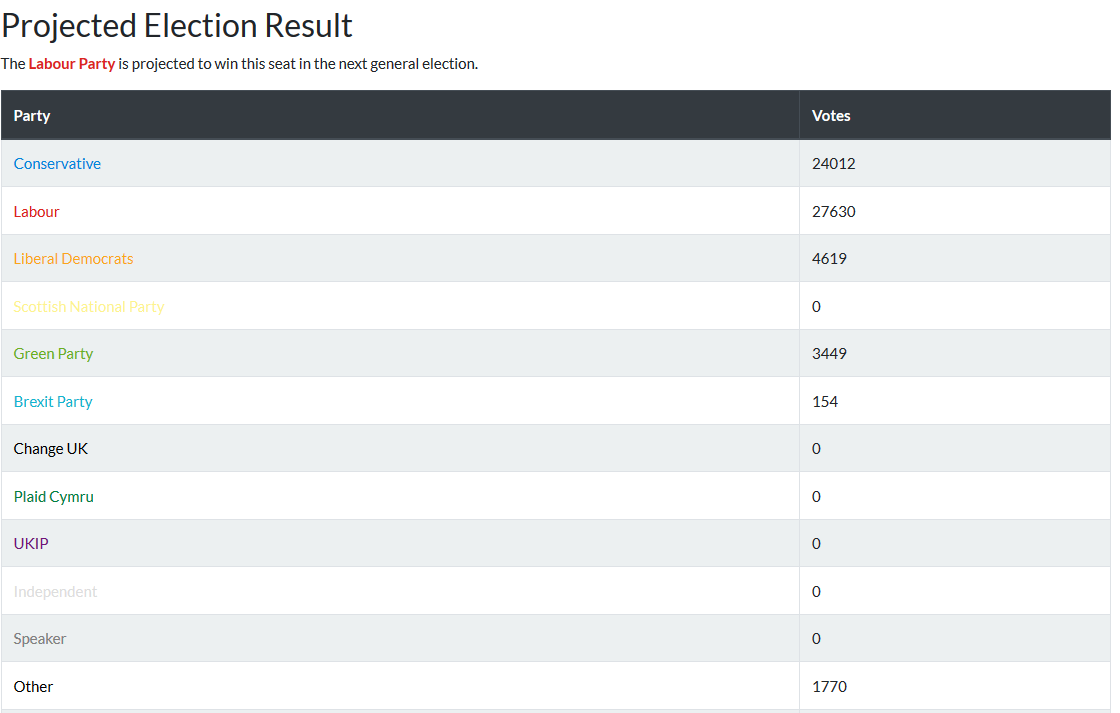 Projected Election Result
The Labour Party is projected to win this seat in the next general election.
Party Votes
Conservative 24012
Labour 27630
Liberal Democrats 4619
Scottish National Party 0
Green Party 3449
Brexit Party 154
Change UK 0
Plaid Cymru 0
UKIP 0
Independent 0
Speaker 0
Other 1770